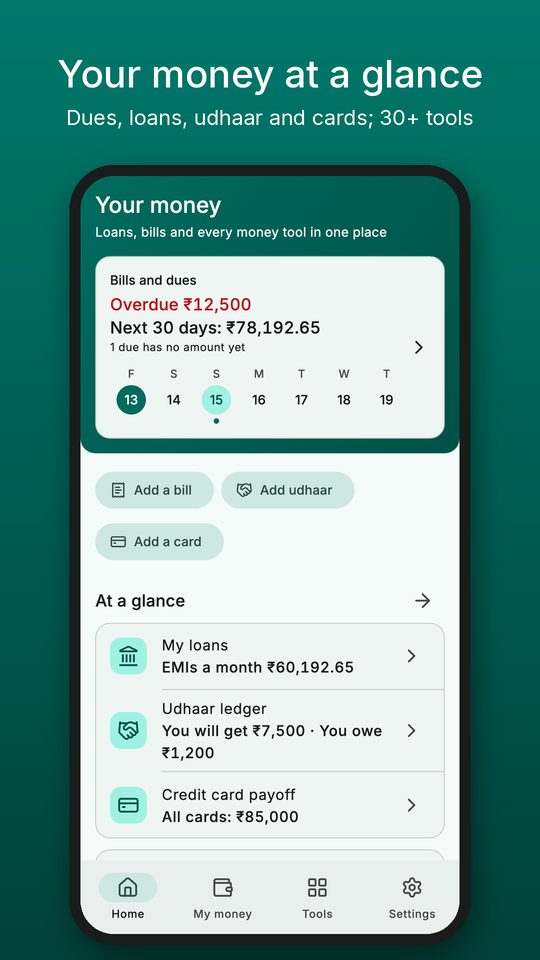 Your money at a glance
Dues, loans, udhaar and cards; 30+ tools
Your money
Loans, bills and every money tool in one place
Bills and dues
Overdue ₹12,500
Next 30 days: ₹78,192.65
1 due has no amount yet
F S S M T W T
13 14 15 16 17 18 19
Add a bill
Add udhaar
Add a card
At a glance
My loans
EMIs a month ₹60,192.65
Udhaar ledger
You will get ₹7,500 · You owe
₹1,200
Credit card payoff
All cards: ₹85,000
Home
My money
Tools
Settings